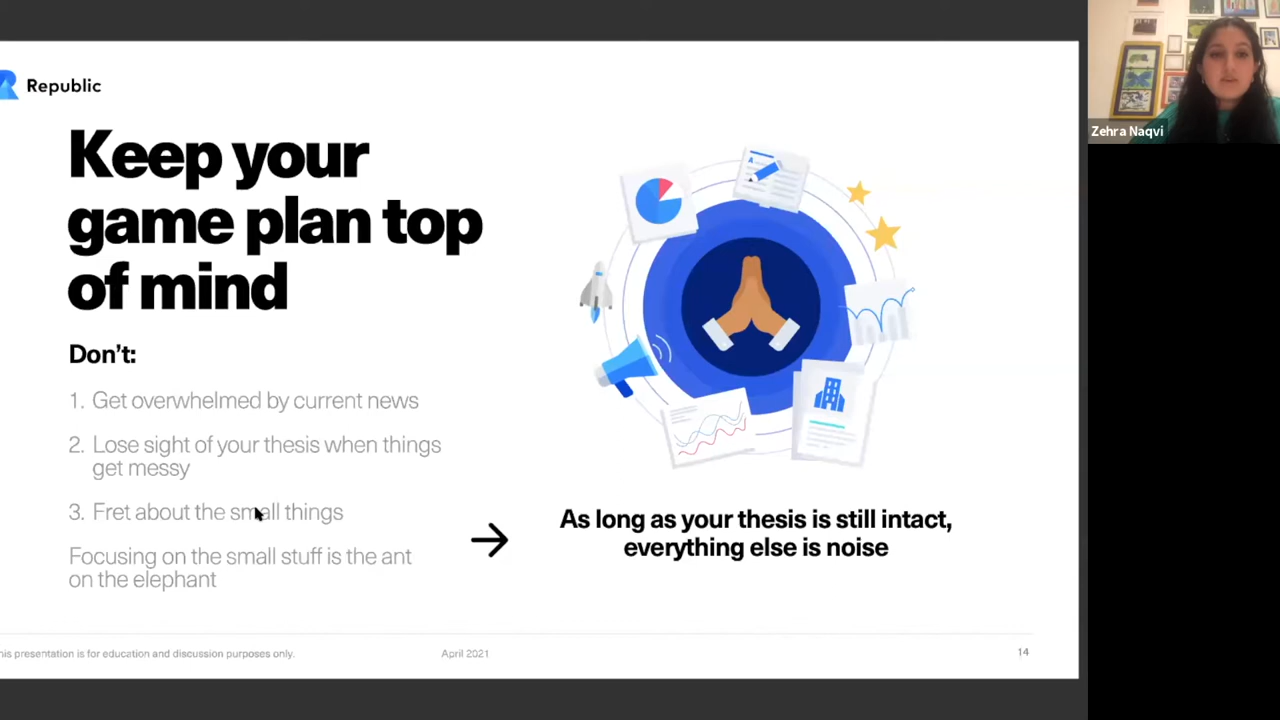 Republic
Keep your
game plan top
of mind
Don't:
1. Get overwhelmed by current news
2. Lose sight of your thesis when things
get messy
3. Fret about the small things
Focusing on the small stuff is the ant
on the elephant
A
As long as your thesis is still intact,
everything else is noise
his presentation is for education and discussion purposes only.
April 2021
14
Zehra Naqvi